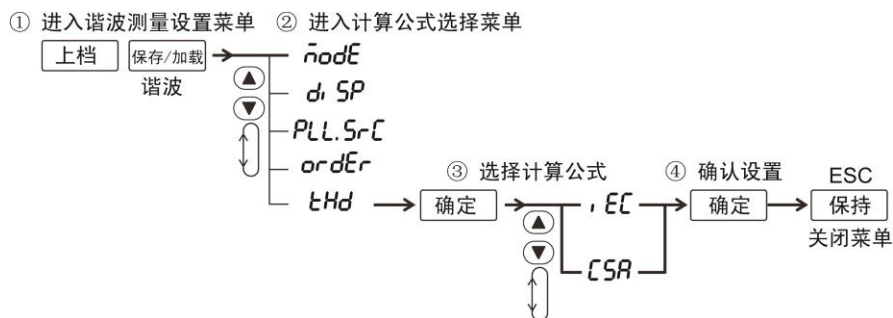 ① 进入谐波测量设置菜单 ② 进入计算公式选择菜单
上档 保存/加载 modE
谐波 di SP
PLL.SrC
ordEr
③ 选择计算公式 ④ 确认设置 ESC
tHd 确定 iEC 确定 保持
关闭菜单
CSA